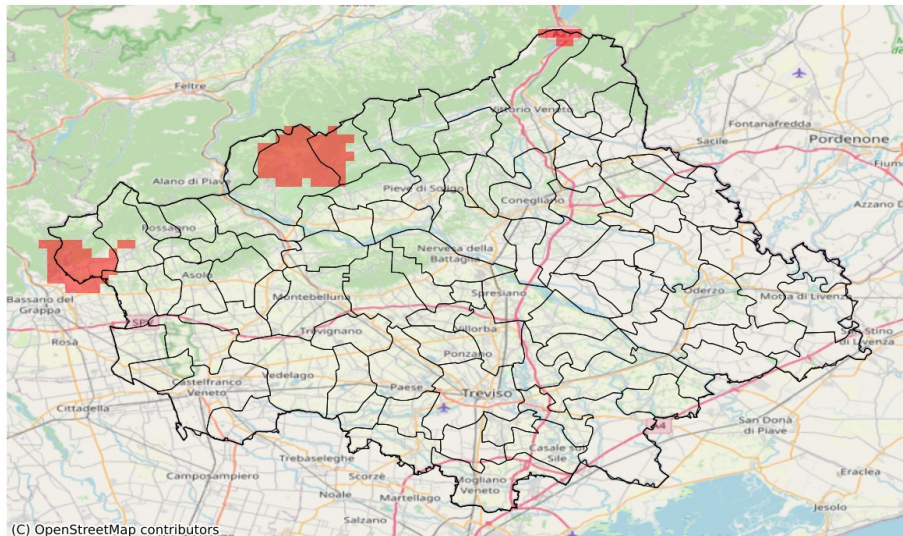 Feltre
Vittorio Veneto
Fontanafredda
Sacile
Pordenone
Alano di Piave
Pieve di Soligo
Conegliano
Azzano D
Possagno
Asolo
Nervesa della
Battaglia
Bassano del
Grappa
Montebelluna
Spresiano
Oderzo
Motta di Livenza
Rosà
Trevignano
Villorba
di Livenza
Ponzano
Castelfranco
Veneto
Vedelago
Paese
Treviso
Cittadella
San Donà
di Piave
A4
Trebaseleghe
Camposampiero
Scorzè
Casale sul
Sile
Noale
Martellago
Mogliano
Veneto
Eraclea
Salzano
Jesolo
(C) OpenStreetMap contributors